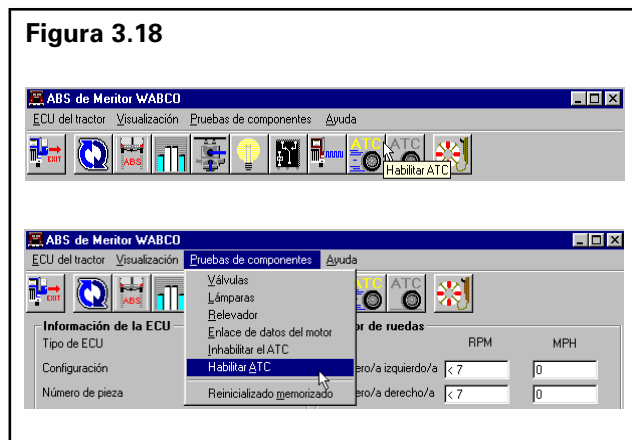 Figura 3.18
ABS de Meritor WABCO
ECU del tractor Visualización Pruebas de componentes Ayuda
EXIT ABS ATC ATC
Habilitar ATC
ABS de Meritor WABCO
ECU del tractor Visualización Pruebas de componentes Ayuda
EXIT ABS ATC
Válvulas
Lámparas
Relevador
Enlace de datos del motor
Inhabilitar el ATC
Habilitar ATC
Reinicializado memorizado
Información de la ECU or de ruedas
Tipo de ECU RPM MPH
Configuración ero/a izquierdo/a < 7 0
Número de pieza ero/a derecho/a < 7 0